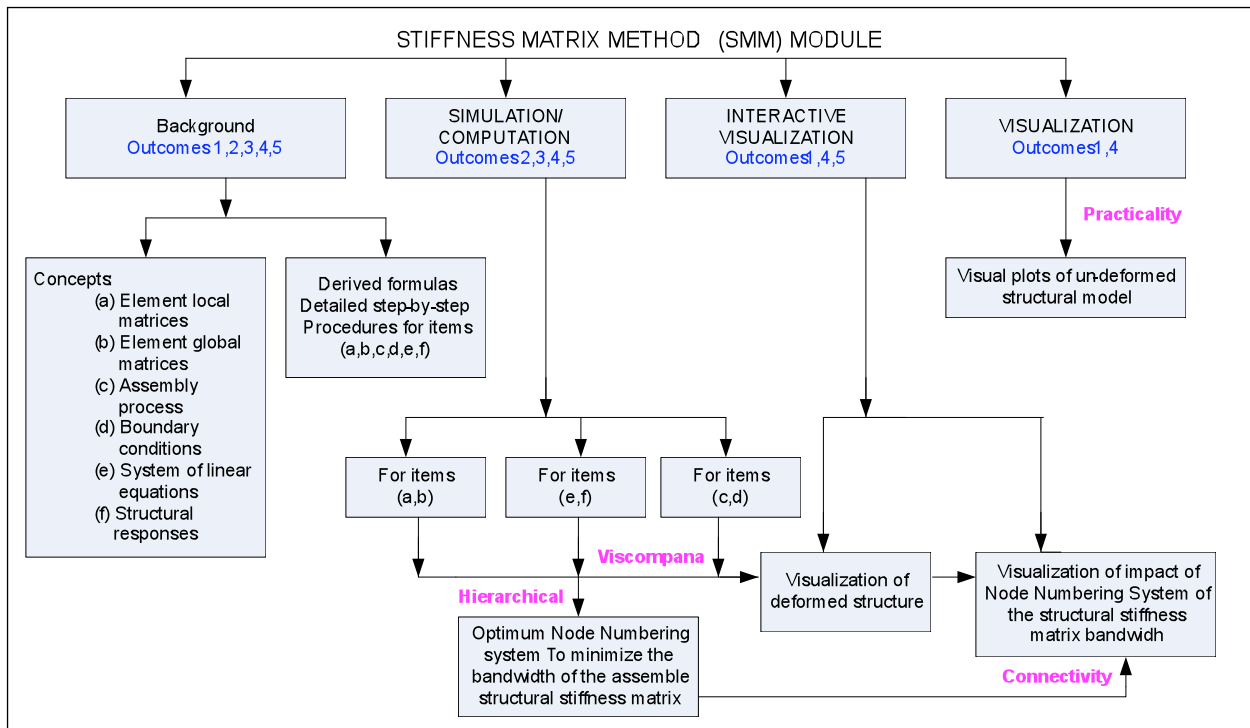 STIFFNESS MATRIX METHOD (SMM) MODULE
Background
Outcomes 1,2,3,4,5
SIMULATION/
COMPUTATION
Outcomes2,3,4,5
INTERACTIVE
VISUALIZATION
Outcomes1,4,5
VISUALIZATION
Outcomes1,4
Practicality
Concepts:
(a) Element local
matrices
(b) Element global
matrices
(c) Assembly
process
(d) Boundary
conditions
(e) System of linear
equations
(f) Structural
responses
Derived formulas
Detailed step-by-step
Procedures for items
(a,b,c,d,e,f)
Visual plots of un-deformed
structural model
For items
(a,b)
For items
(e,f)
For items
(c,d)
Viscompana
Hierarchical
Visualization of
deformed structure
Visualization of impact of
Node Numbering System of
the structural stiffness
matrix bandwidh
Optimum Node Numbering
system To minimize the
bandwidth of the assemble
structural stiffness matrix
Connectivity